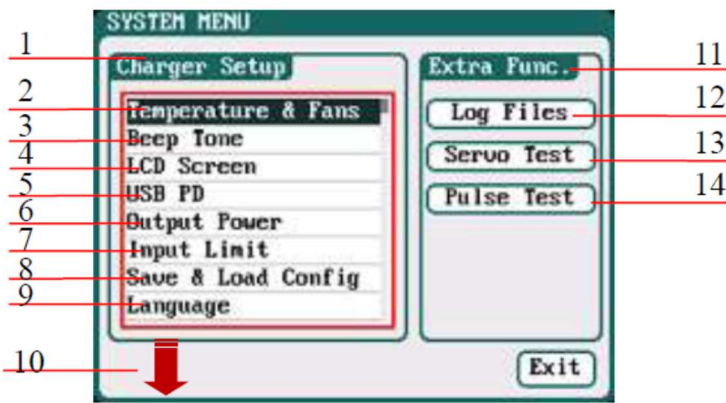 SYSTEM MENU
1 Charger Setup
2 Temperature & Fans
3 Beep Tone
4 LCD Screen
5 USB PD
6 Output Power
7 Input Limit
8 Save & Load Config
9 Language
10
Extra Func. 11
Log Files 12
Servo Test 13
Pulse Test 14
Exit